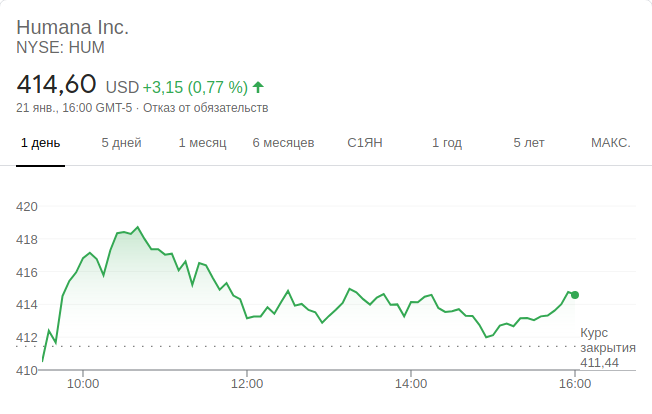 Humana Inc.
NYSE: HUM
414,60 USD +3,15 (0,77 %)
21 янв., 16:00 GMT-5 · Отказ от обязательств
1 день 5 дней 1 месяц 6 месяцев С1ЯН 1 год 5 лет МАКС.
420
418
416
414
412
410
Курс
закрытия
411,44
10:00 12:00 14:00 16:00